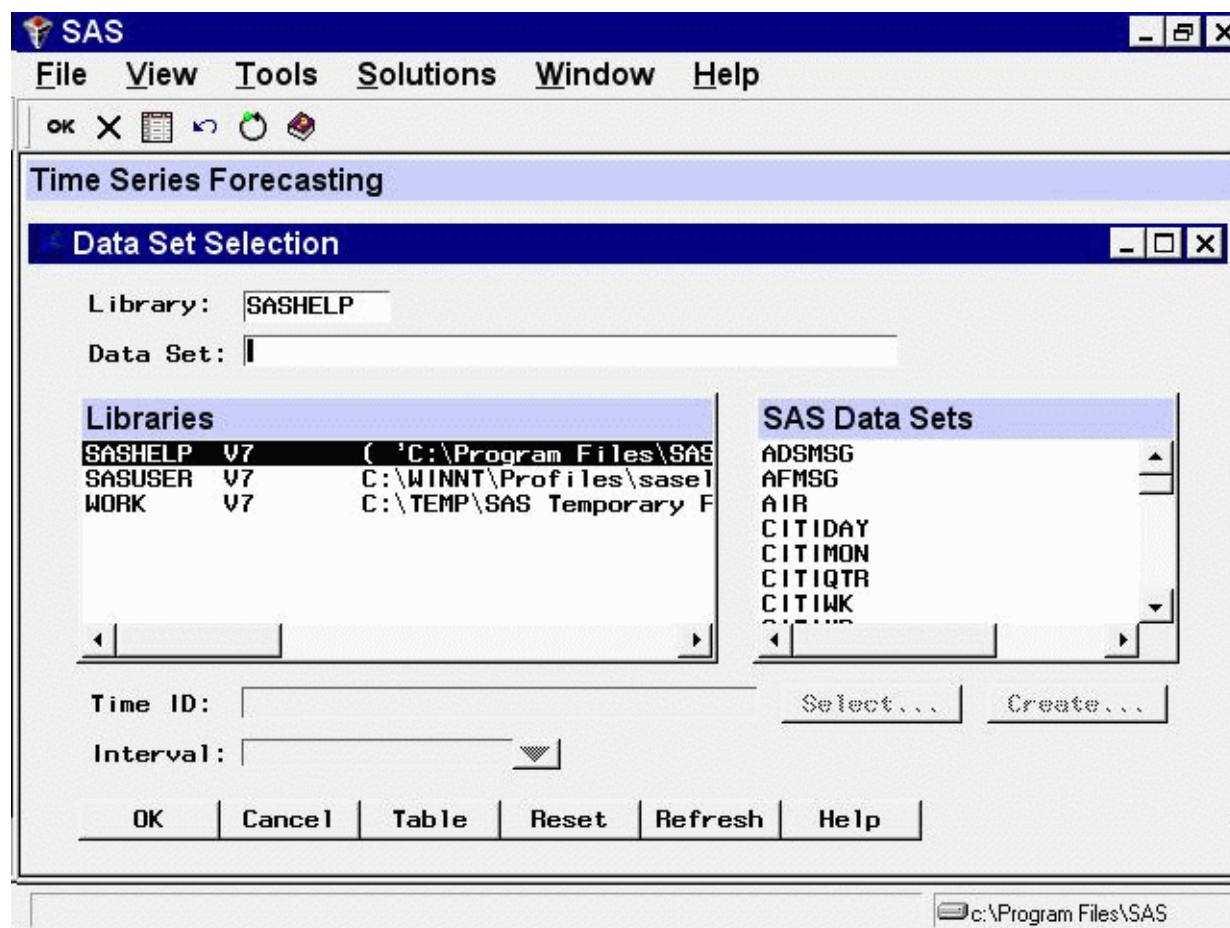 SAS
File View Tools Solutions Window Help
OK
Time Series Forecasting
Data Set Selection
Library: SASHELP
Data Set:
Libraries
SASHELP V7 ( 'C:\Program Files\SAS
SASUSER V7 C:\WINNT\Profiles\sasel
WORK V7 C:\TEMP\SAS Temporary F
SAS Data Sets
ADSMSG
AFMSG
AIR
CITIDAY
CITIMON
CITIQTR
CITIWK
Time ID: Select... Create...
Interval:
OK Cancel Table Reset Refresh Help
c:\Program Files\SAS